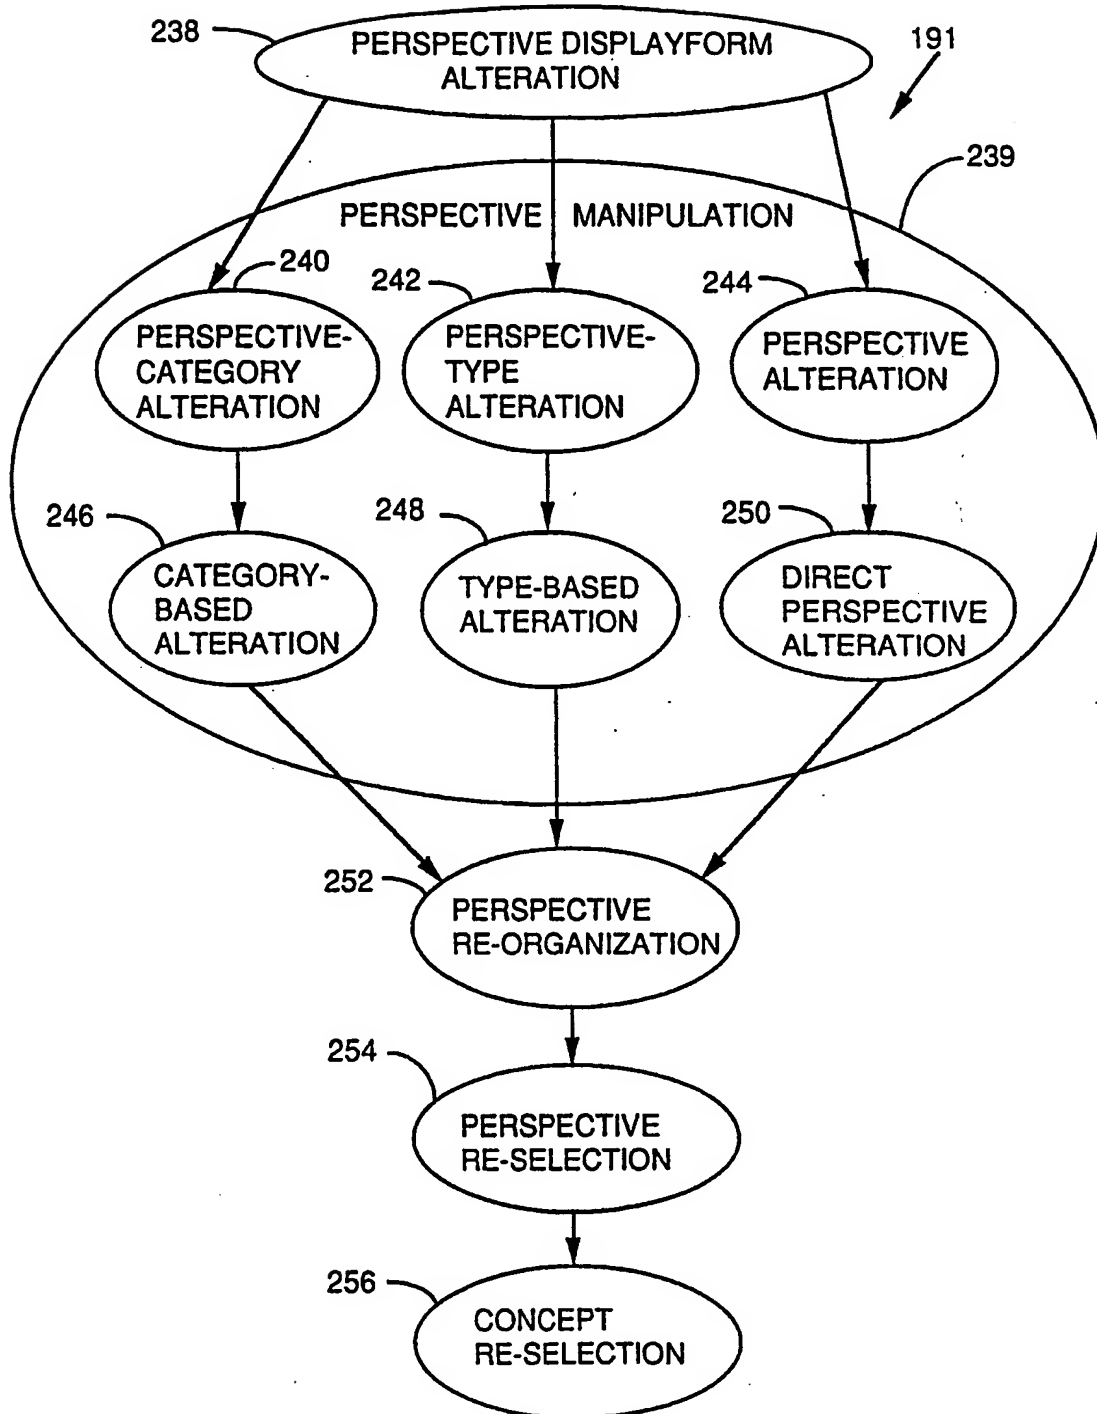 238
PERSPECTIVE DISPLAYFORM
ALTERATION
191
239
PERSPECTIVE MANIPULATION
240
242
244
PERSPECTIVE-
CATEGORY
ALTERATION
PERSPECTIVE-
TYPE
ALTERATION
PERSPECTIVE
ALTERATION
246
248
250
CATEGORY-
BASED
ALTERATION
TYPE-BASED
ALTERATION
DIRECT
PERSPECTIVE
ALTERATION
252
PERSPECTIVE
RE-ORGANIZATION
254
PERSPECTIVE
RE-SELECTION
256
CONCEPT
RE-SELECTION